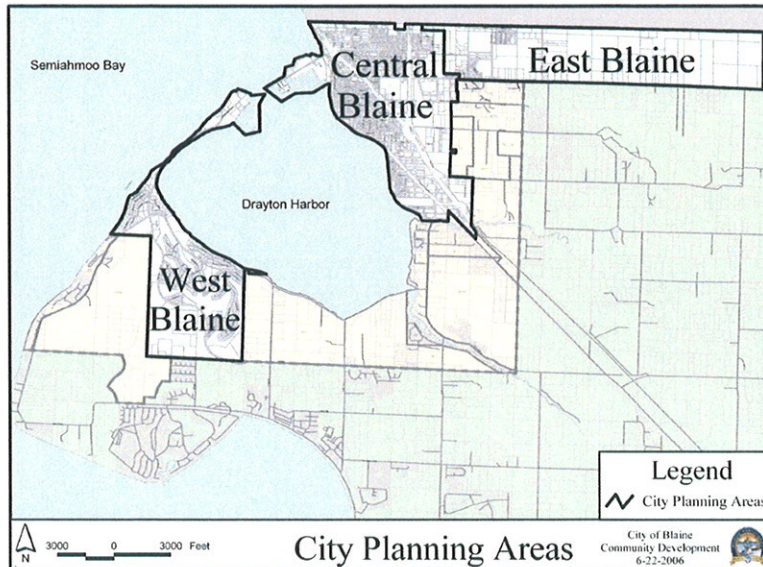 Semiahmoo Bay
Central
Blaine
East Blaine
Drayton Harbor
West
Blaine
Legend
City Planning Areas
N
3000 0 3000 Feet
City Planning Areas
City of Blaine
Community Development
6-22-2006